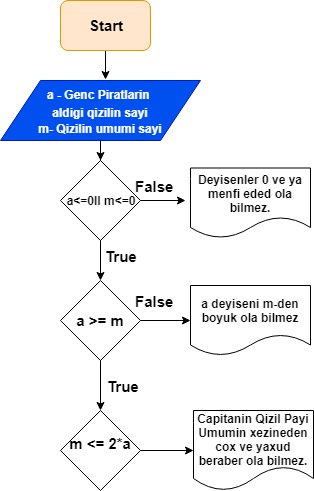 Start
a - Genc Piratlarin
aldigi qizilin sayi
m- Qizilin umumi sayi
a<=0II m<=0
False
Deyisenler 0 ve ya
menfi eded ola
bilmez.
True
a >= m
False
a deyiseni m-den
boyuk ola bilmez
True
m <= 2*a
Capitanin Qizil Payi
Umumin xezineden
cox ve yaxud
beraber ola bilmez.